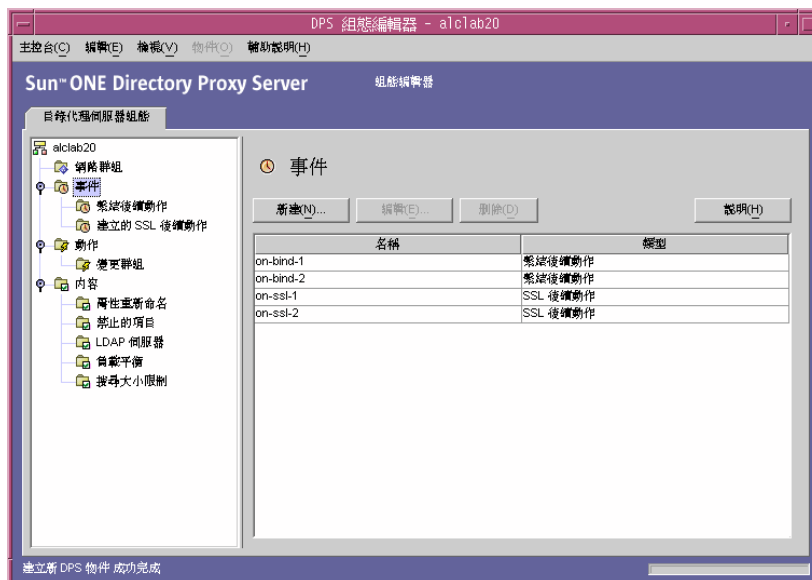 DPS 組態編輯器 - alclab20
主控台(C) 編輯(E) 檢視(V) 物件(O) 輔助說明(H)
Sun™ ONE Directory Proxy Server 組態編輯器
目錄代理伺服器組態
alclab20
網路群組
事件
繫結後續動作
建立的 SSL 後續動作
動作
變更群組
內容
屬性重新命名
禁止的項目
LDAP 伺服器
負載平衡
搜尋大小限制
事件
新建(N)... 編輯(E)... 刪除(D) 說明(H)
名稱 類型
on-bind-1 繫結後續動作
on-bind-2 繫結後續動作
on-ssl-1 SSL 後續動作
on-ssl-2 SSL 後續動作
建立新 DPS 物件 成功完成